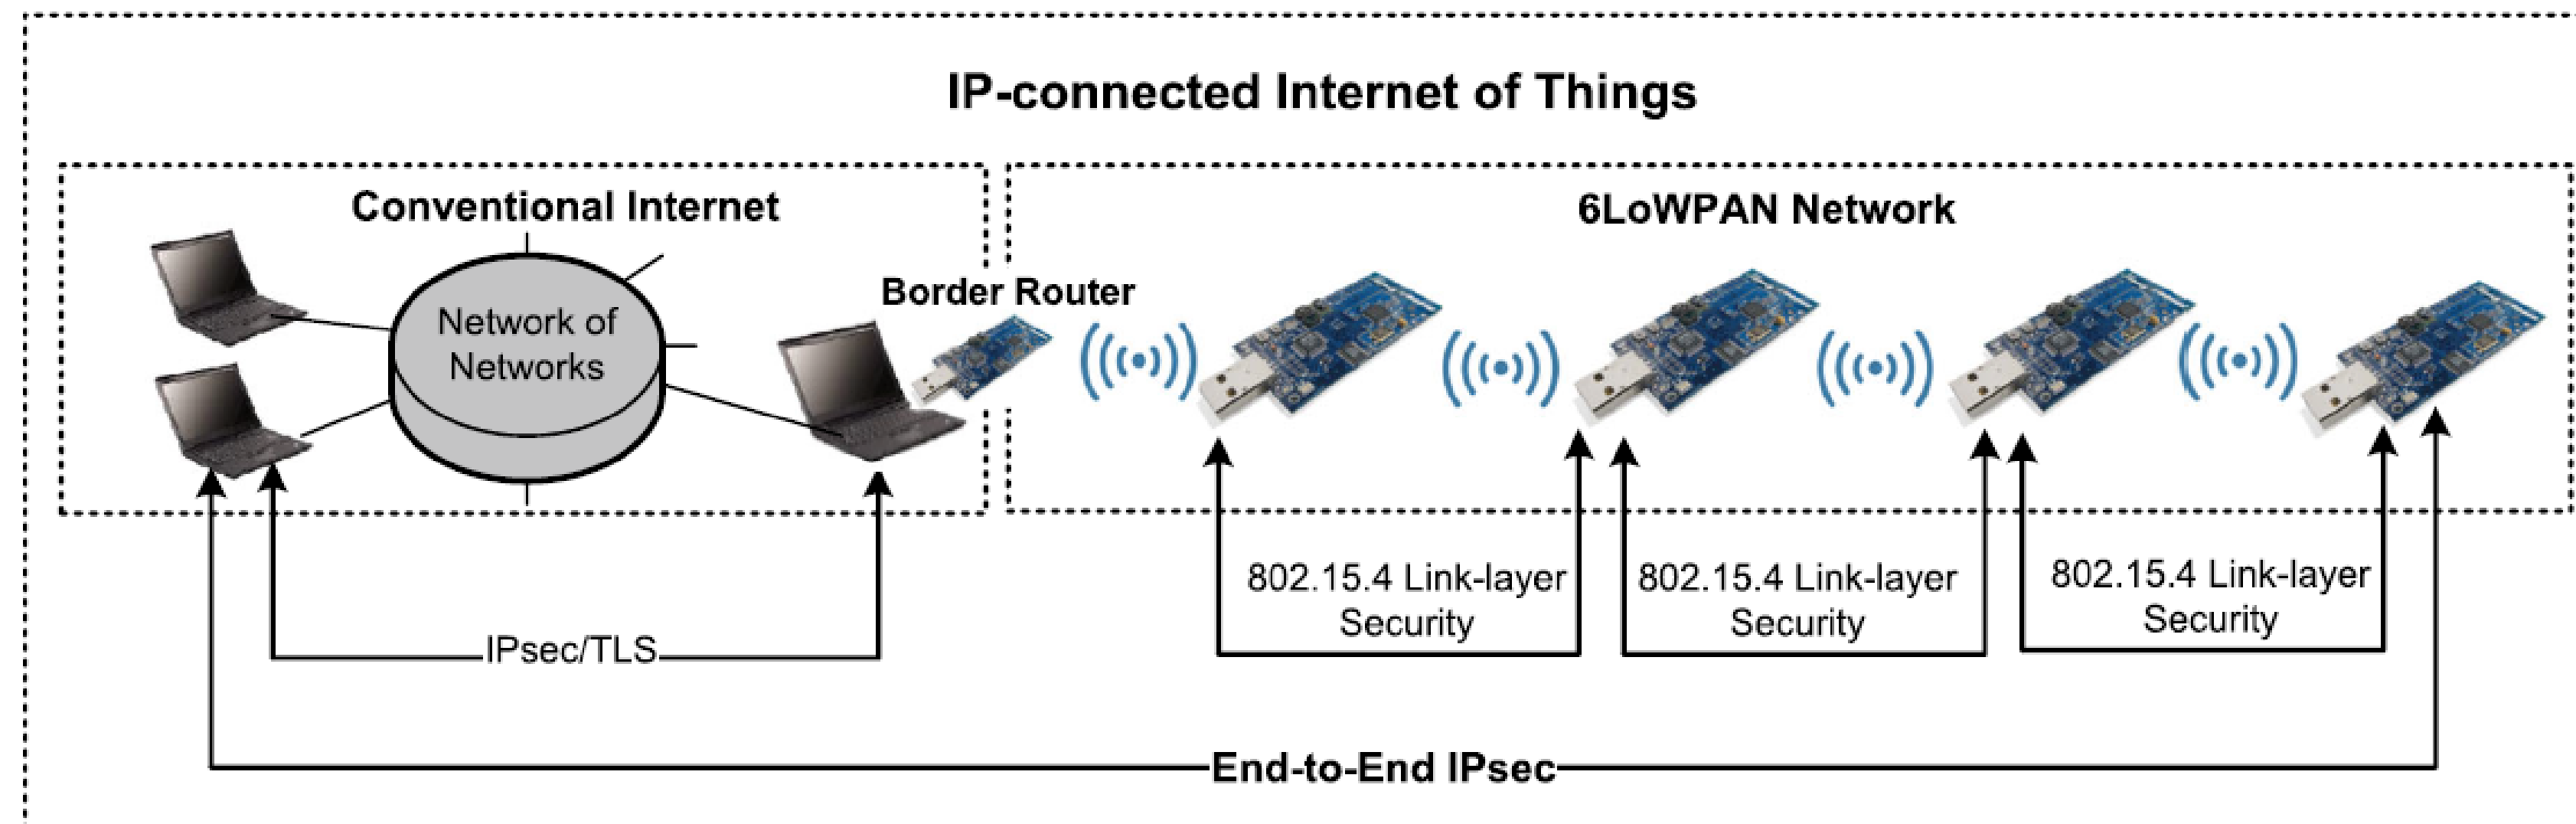 IP-connected Internet of Things
Conventional Internet
6LoWPAN Network
Border Router
Network of
Networks
802.15.4 Link-layer
Security
802.15.4 Link-layer
Security
802.15.4 Link-layer
Security
IPsec/TLS
End-to-End IPsec